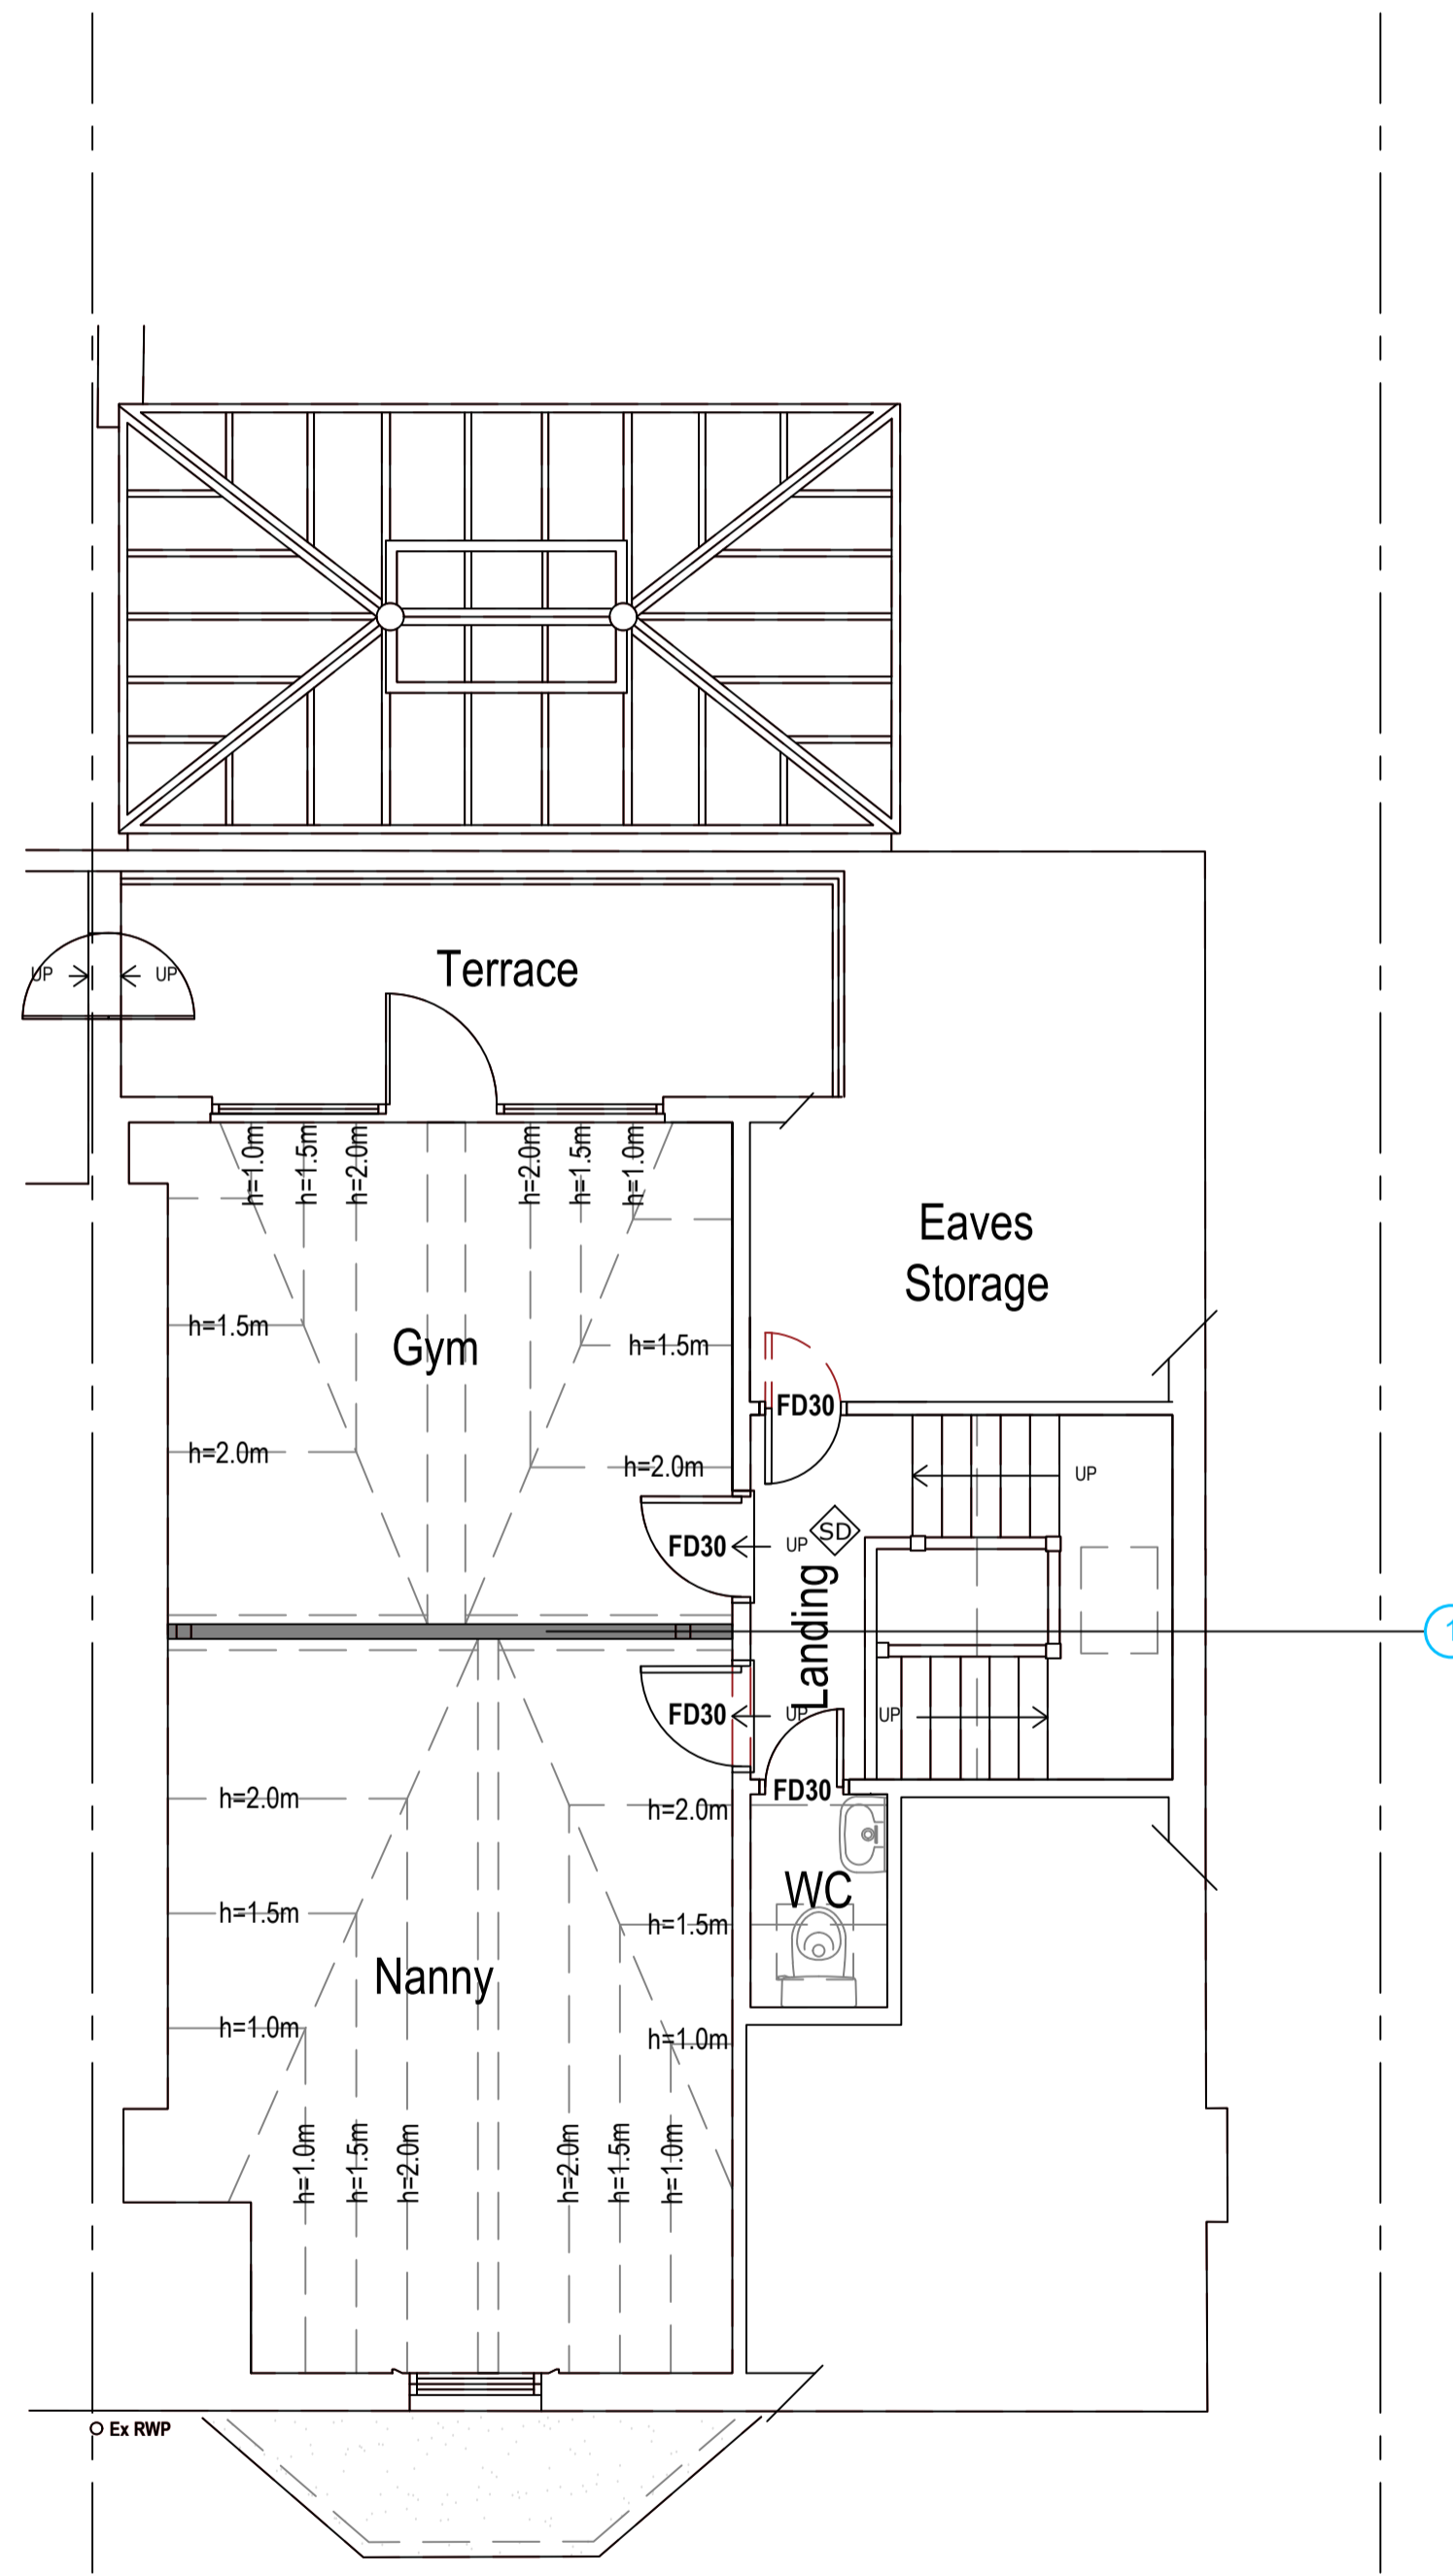 Terrace
UP
UP
h=1.0m
h=1.5m
h=2.0m
h=2.0m
h=1.5m
h=1.0m
Eaves
Storage
h=1.5m
Gym
h=1.5m
FD30
h=2.0m
h=2.0m
UP
SD
FD30
UP
Landing
1
FD30
UP
UP
FD30
h=2.0m
h=2.0m
WC
h=1.5m
h=1.5m
Nanny
h=1.0m
h=1.0m
h=1.0m
h=1.5m
h=2.0m
h=2.0m
h=1.5m
h=1.0m
Ex RWP